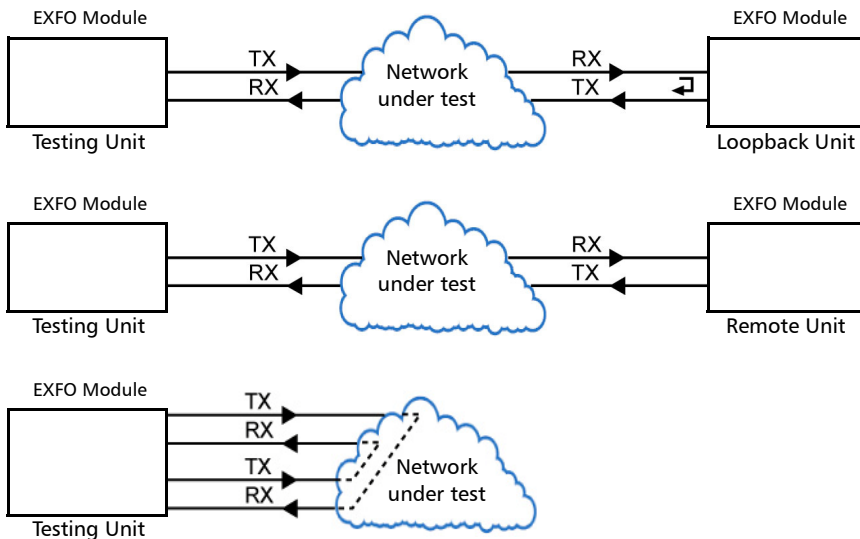 EXFO Module
EXFO Module
TX
RX
Network
under test
RX
TX
Testing Unit
Loopback Unit
EXFO Module
EXFO Module
TX
RX
Network
under test
RX
TX
Testing Unit
Remote Unit
EXFO Module
TX
RX
TX
RX
Network
under test
Testing Unit